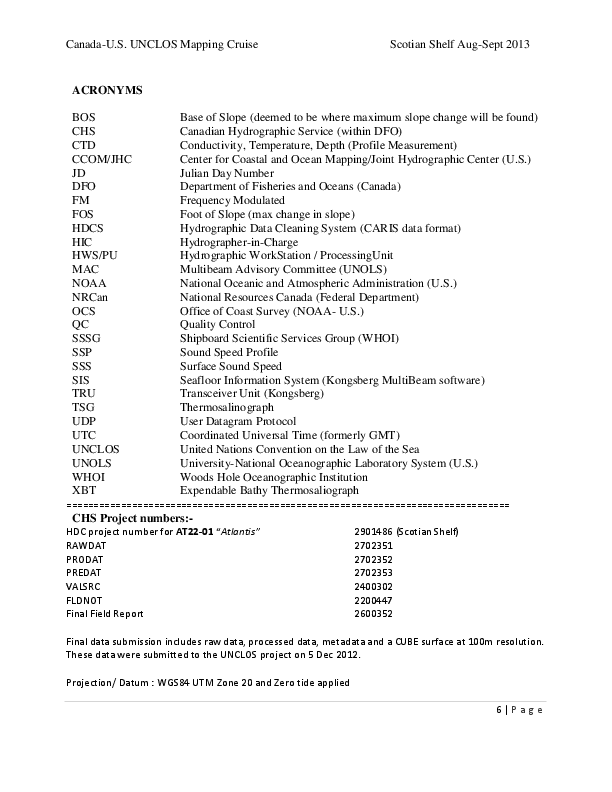 Canada-U.S. UNCLOS Mapping Cruise Scotian Shelf Aug-Sept 2013
ACRONYMS
BOS Base of Slope (deemed to be where maximum slope change will be found)
CHS Canadian Hydrographic Service (within DFO)
CTD Conductivity, Temperature, Depth (Profile Measurement)
CCOM/JHC Center for Coastal and Ocean Mapping/Joint Hydrographic Center (U.S.)
JD Julian Day Number
DFO Department of Fisheries and Oceans (Canada)
FM Frequency Modulated
FOS Foot of Slope (max change in slope)
HDCS Hydrographic Data Cleaning System (CARIS data format)
HIC Hydrographer-in-Charge
HWS/PU Hydrographic WorkStation / ProcessingUnit
MAC Multibeam Advisory Committee (UNOLS)
NOAA National Oceanic and Atmospheric Administration (U.S.)
NRCan National Resources Canada (Federal Department)
OCS Office of Coast Survey (NOAA- U.S.)
QC Quality Control
SSSG Shipboard Scientific Services Group (WHOI)
SSP Sound Speed Profile
SSS Surface Sound Speed
SIS Seafloor Information System (Kongsberg MultiBeam software)
TRU Transceiver Unit (Kongsberg)
TSG Thermosalinograph
UDP User Datagram Protocol
UTC Coordinated Universal Time (formerly GMT)
UNCLOS United Nations Convention on the Law of the Sea
UNOLS University-National Oceanographic Laboratory System (U.S.)
WHOI Woods Hole Oceanographic Institution
XBT Expendable Bathy Thermosaliograph
=================================================================================
CHS Project numbers:-
HDC project number for AT22-01 "Atlantis" 2901486 (Scotian Shelf)
RAWDAT 2702351
PRODAT 2702352
PREDAT 2702353
VALSRC 2400302
FLDNOT 2200447
Final Field Report 2600352
Final data submission includes raw data, processed data, metadata and a CUBE surface at 100m resolution.
These data were submitted to the UNCLOS project on 5 Dec 2012.
Projection/ Datum : WGS84 UTM Zone 20 and Zero tide applied
6 | P a g e